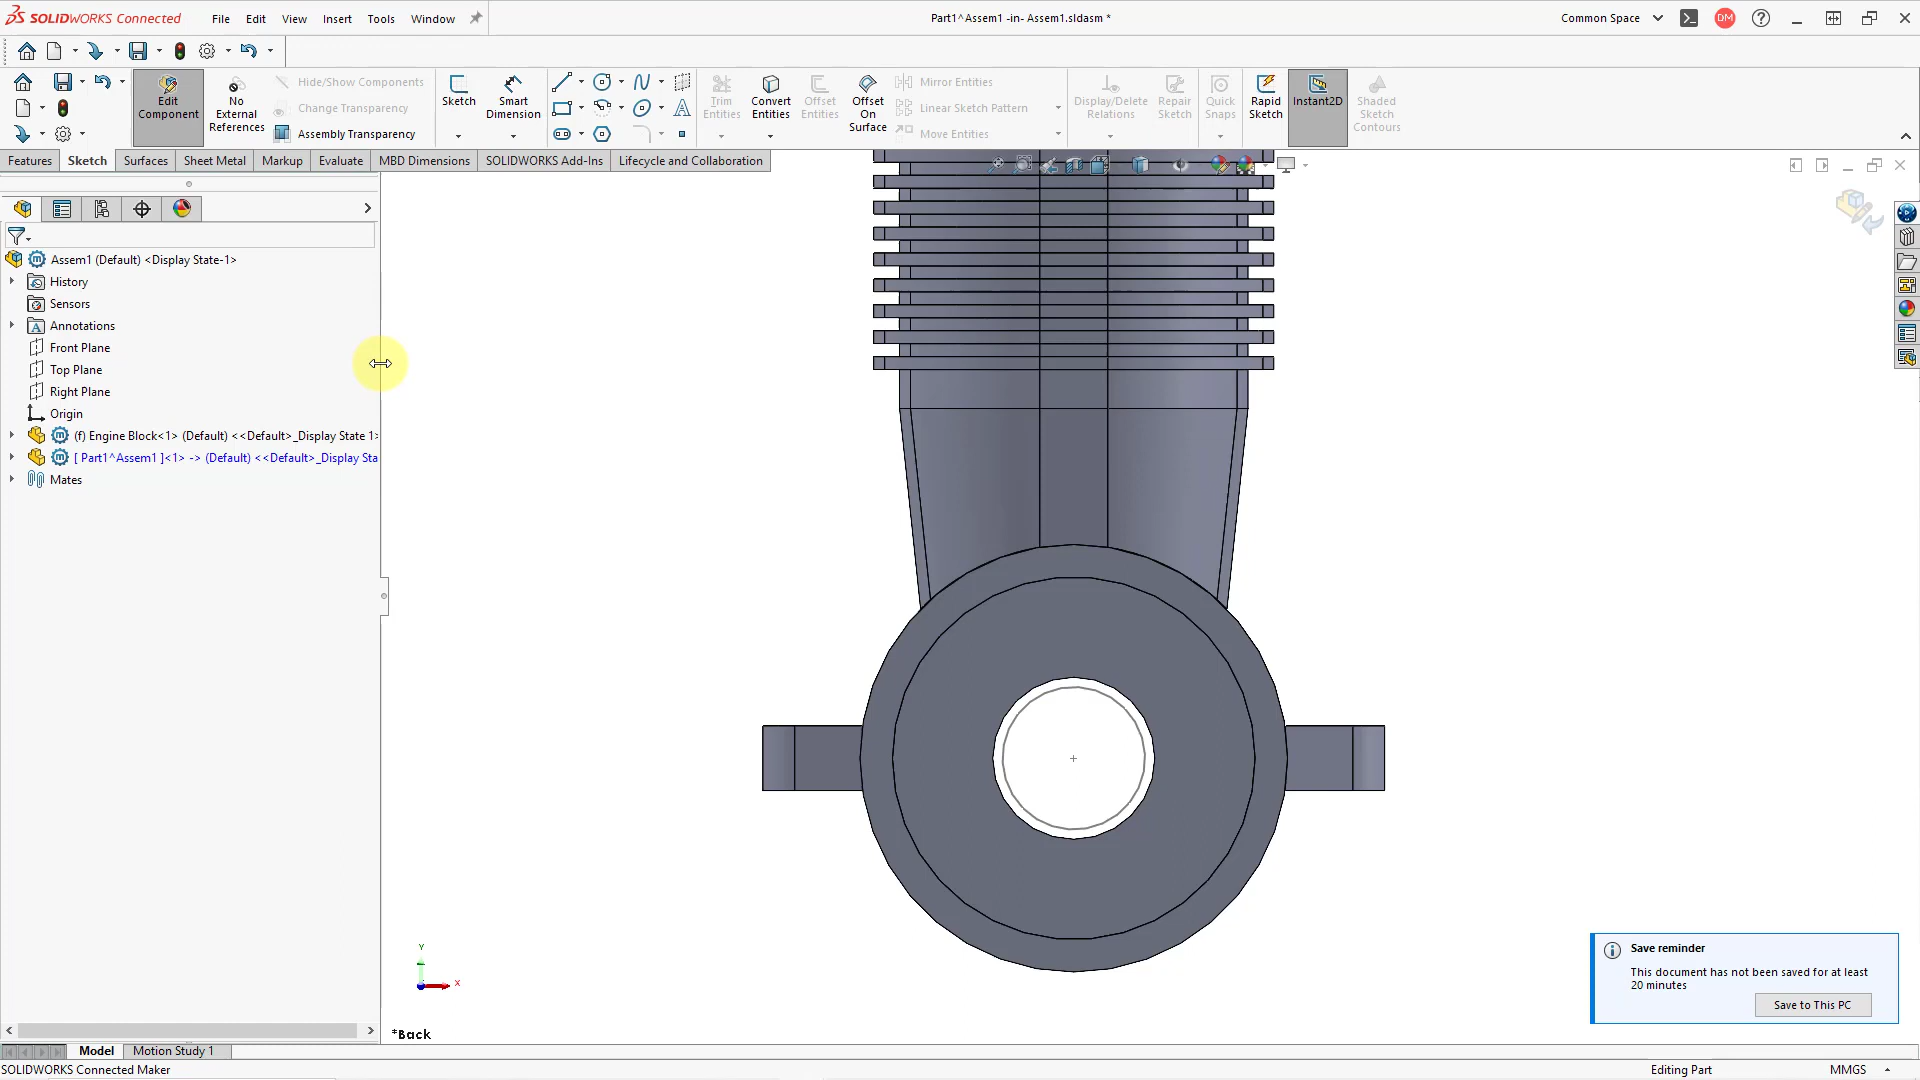 SOLIDWORKS Connected
File Edit View Insert Tools Window
Part1^Assem1 -in- Assem1.sldasm *
Common Space
DM
Edit Component
No External References
Hide/Show Components
Change Transparency
Assembly Transparency
Sketch
Smart Dimension
Trim Entities
Convert Entities
Offset Entities
Offset On Surface
Mirror Entities
Linear Sketch Pattern
Move Entities
Display/Delete Relations
Repair Sketch
Quick Snaps
Rapid Sketch
Instant2D
Shaded Sketch Contours
Features Sketch Surfaces Sheet Metal Markup Evaluate MBD Dimensions SOLIDWORKS Add-Ins Lifecycle and Collaboration
Assem1 (Default) <Display State-1>
History
Sensors
Annotations
Front Plane
Top Plane
Right Plane
Origin
(f) Engine Block<1> (Default) <<Default>_Display State 1>
[ Part1^Assem1 ]<1> -> (Default) <<Default>_Display Sta
Mates
Y
X
*Back
Save reminder
This document has not been saved for at least
20 minutes
Save to This PC
Model Motion Study 1
SOLIDWORKS Connected Maker
Editing Part
MMGS